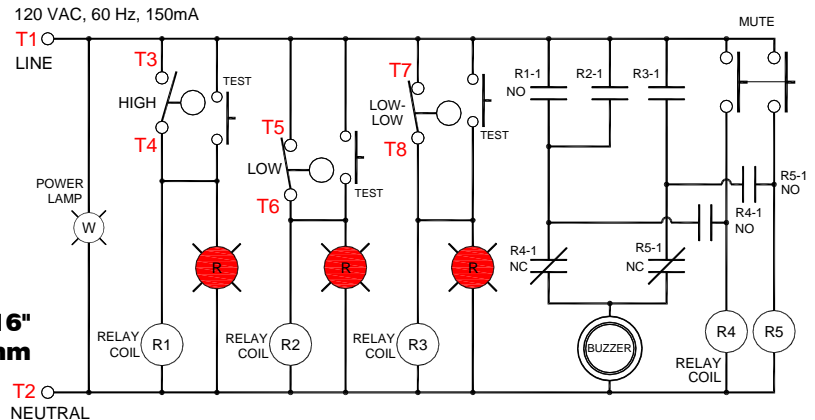 120 VAC, 60 Hz, 150mA
T1
LINE
MUTE
T3
TEST
HIGH
T4
T5
LOW
T6
TEST
T7
LOW-
LOW
T8
TEST
R1-1
NO
R2-1
R3-1
R5-1
NO
R4-1
NO
R4-1
NC
R5-1
NC
POWER
LAMP
W
R
R
R
6"
mm
RELAY
COIL
R1
RELAY
COIL
R2
RELAY
COIL
R3
BUZZER
R4
R5
RELAY
COIL
T2
NEUTRAL